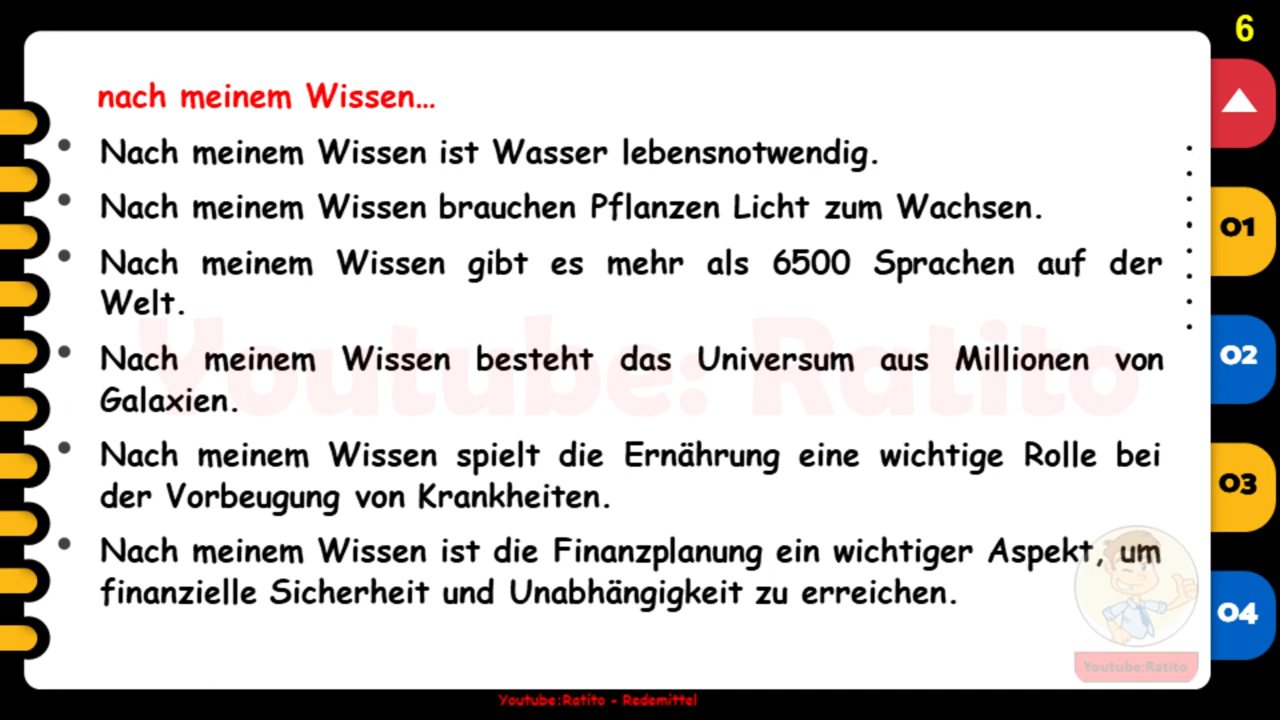 6
nach meinem Wissen...
• Nach meinem Wissen ist Wasser lebensnotwendig.
• Nach meinem Wissen brauchen Pflanzen Licht zum Wachsen.
• Nach meinem Wissen gibt es mehr als 6500 Sprachen auf der
Welt.
• Nach meinem Wissen besteht das Universum aus Millionen von
Galaxien.
• Nach meinem Wissen spielt die Ernährung eine wichtige Rolle bei
der Vorbeugung von Krankheiten.
• Nach meinem Wissen ist die Finanzplanung ein wichtiger Aspekt, um
finanzielle Sicherheit und Unabhängigkeit zu erreichen.
01
02
03
04
Youtube: Ratito
Youtube:Ratito
Youtube:Ratito - Redemittel